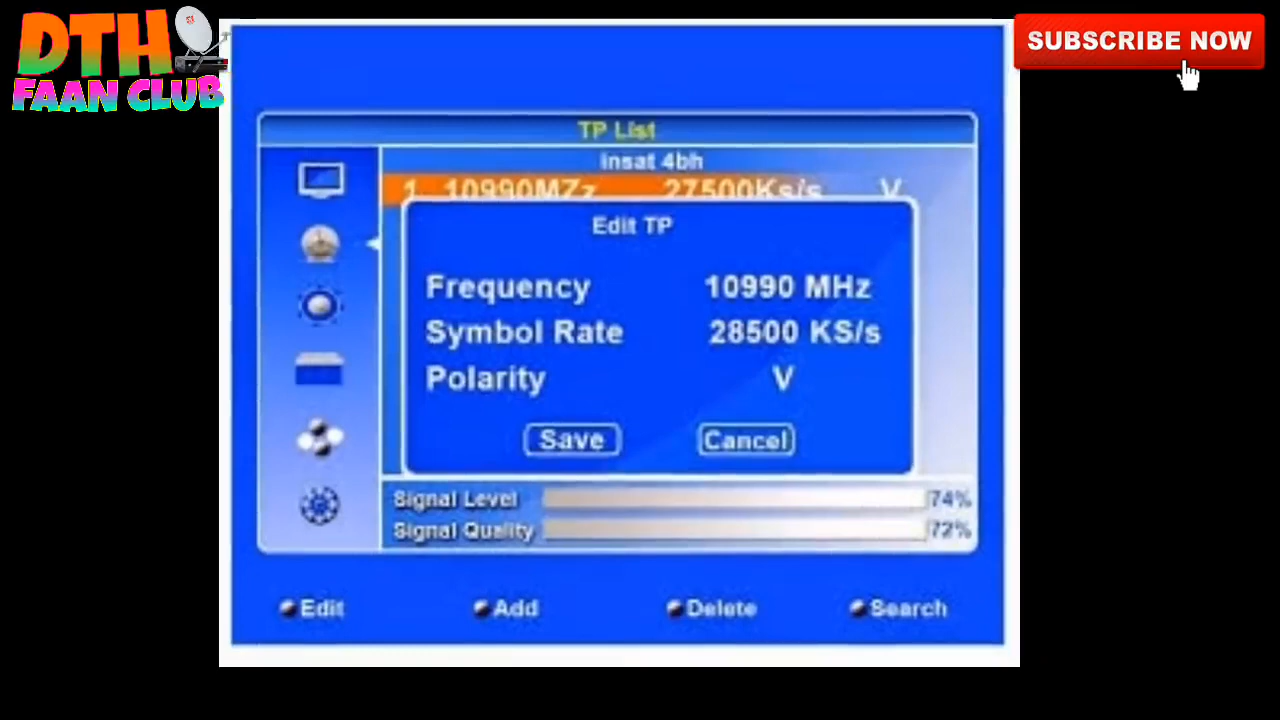 DTH
FAAN CLUB
SUBSCRIBE NOW
TP List
insat 4bh
1 10990MZz 27500Ks/s V
Edit TP
Frequency 10990 MHz
Symbol Rate 28500 KS/s
Polarity V
Save Cancel
Signal Level 74%
Signal Quality 72%
Edit Add Delete Search